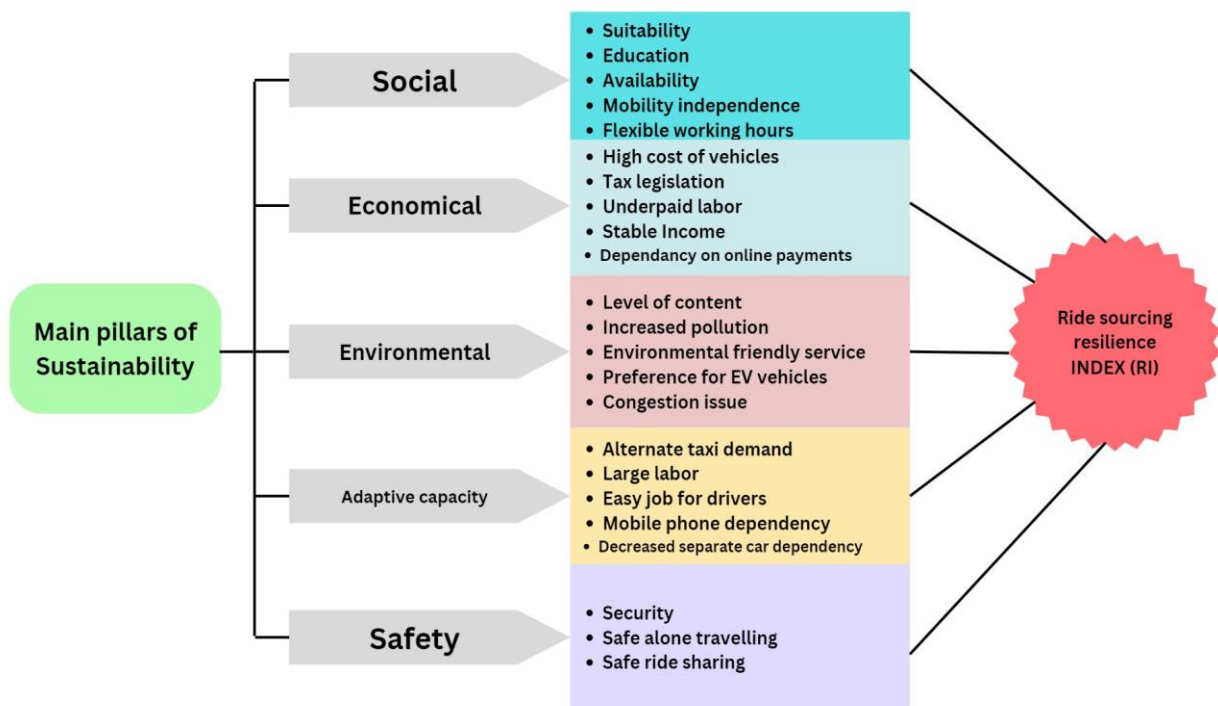 Main pillars of
Sustainability
Social
• Suitability
• Education
• Availability
• Mobility independence
• Flexible working hours
Economical
• High cost of vehicles
• Tax legislation
• Underpaid labor
• Stable Income
• Dependancy on online payments
Environmental
• Level of content
• Increased pollution
• Environmental friendly service
• Preference for EV vehicles
• Congestion issue
Adaptive capacity
• Alternate taxi demand
• Large labor
• Easy job for drivers
• Mobile phone dependency
• Decreased separate car dependency
Safety
• Security
• Safe alone travelling
• Safe ride sharing
Ride sourcing
resilience
INDEX (RI)